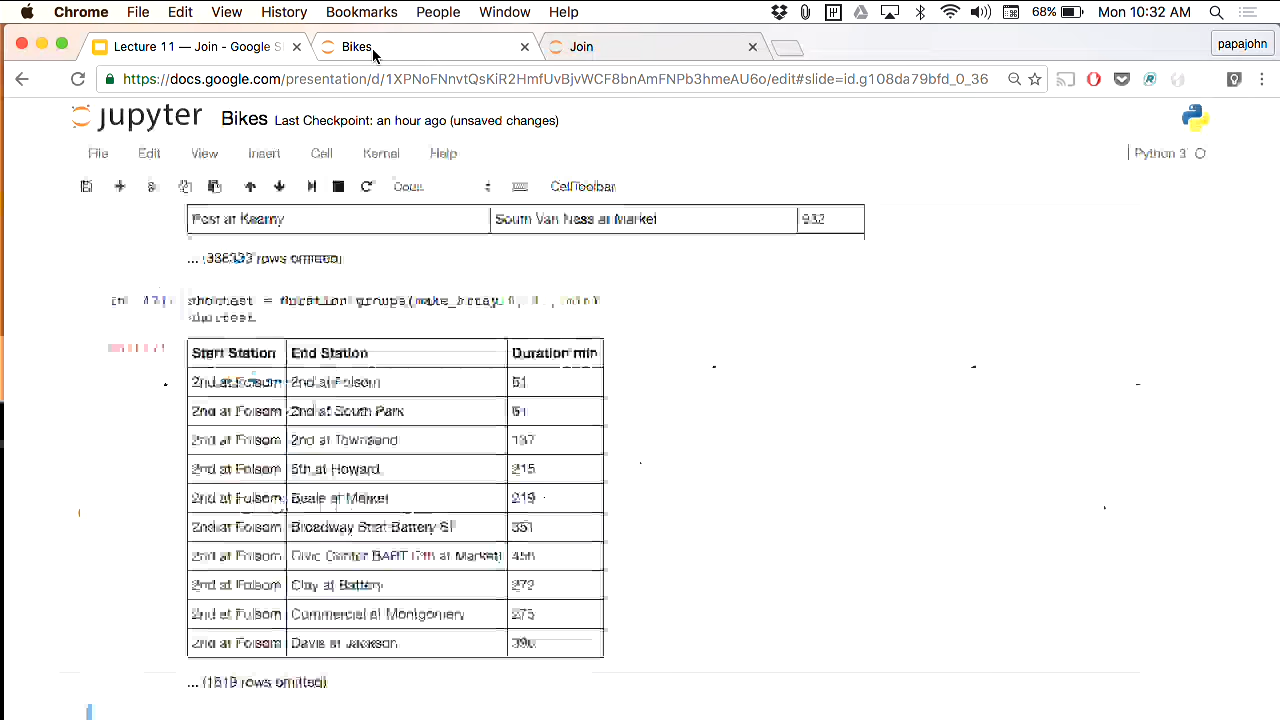 Chrome File Edit View History Bookmarks People Window Help 68% Mon 10:32 AM
Lecture 11 — Join - Google Sl Bikes Join papajohn
https://docs.google.com/presentation/d/1XPNoFNnvtQsKiR2HmfUvBjvWCF8bnAmFNPb3hmeAU6o/edit#slide=id.g108da79bfd_0_36
jupyter Bikes Last Checkpoint: an hour ago (unsaved changes)
File Edit View Insert Cell Kernel Help Python 3
CellToolbar
Post at Kearny South Van Ness at Market 932
... rows omitted)
shortest = duration groups(make_array
shortest
Start Station End Station Duration min
2nd at Folsom 2nd at Folsom 61
2nd at Folsom 2nd at South Park 61
2nd at Folsom 2nd at Townsend 137
2nd at Folsom 5th at Howard 215
2nd at Folsom Beale at Market 219
2nd at Folsom Broadway St at Battery St 351
2nd at Folsom Civic Center BART (7th at Market)
2nd at Folsom Clay at Battery
2nd at Folsom Commercial at Montgomery
2nd at Folsom Davis at Jackson
... (1619 rows omitted)